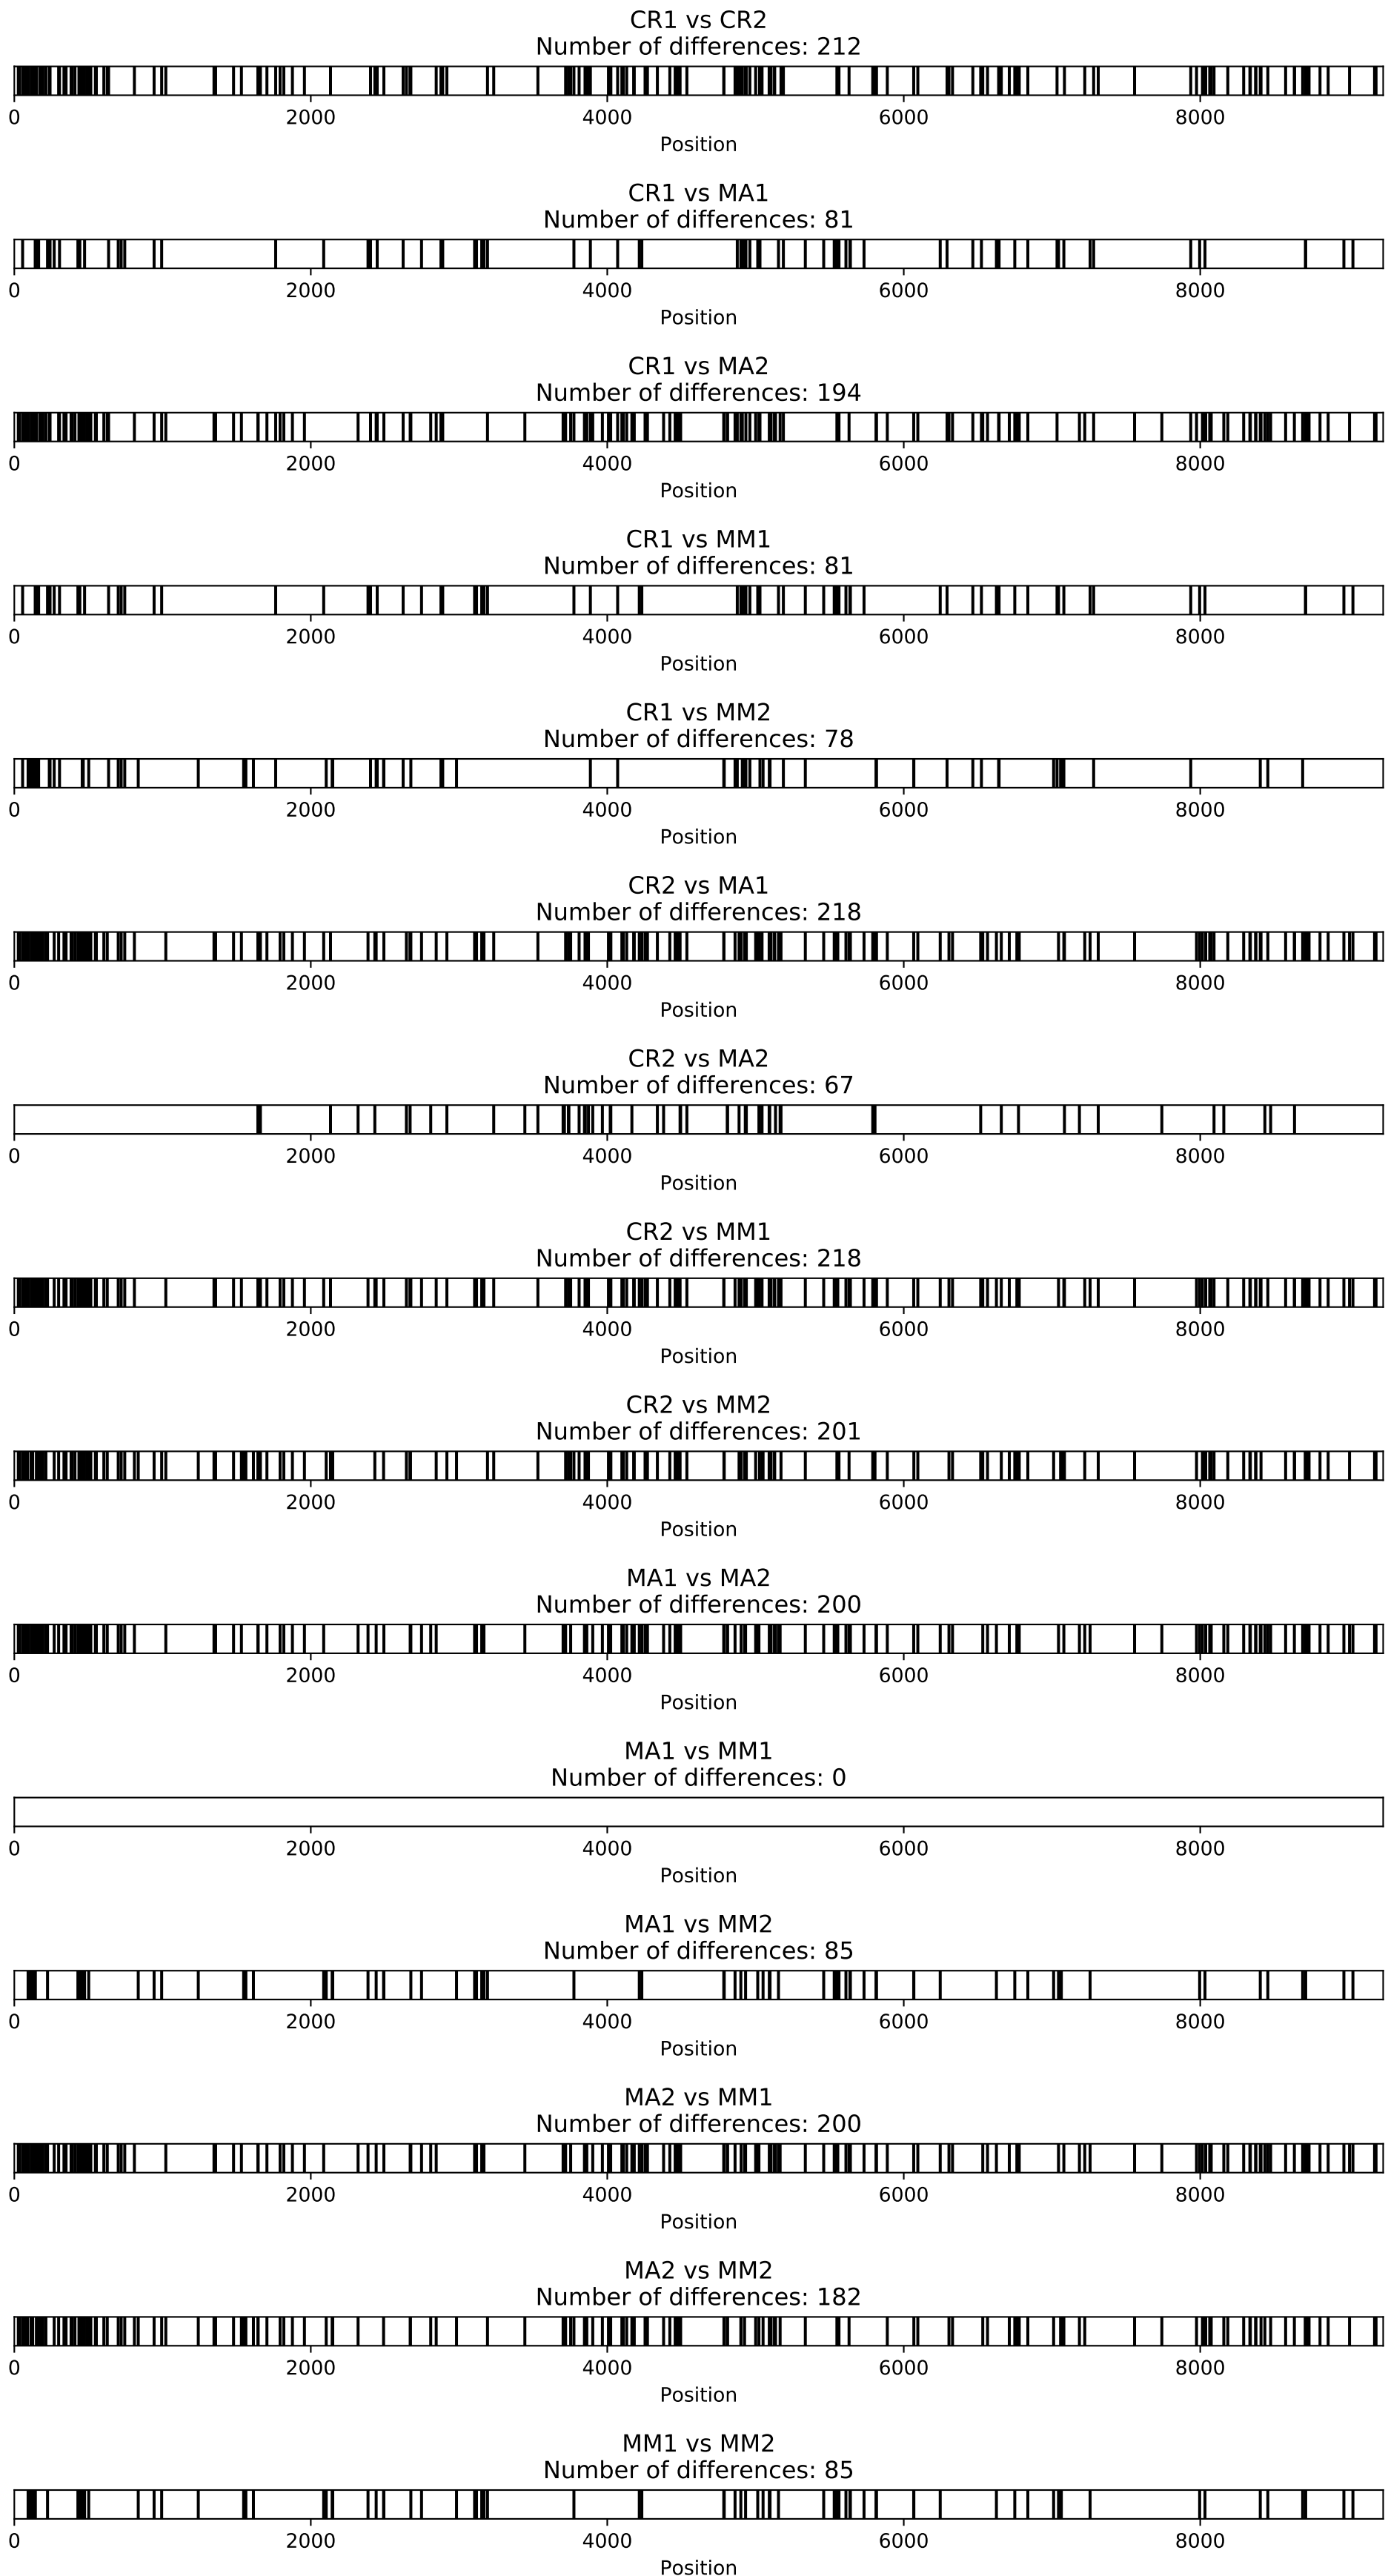 CR1 vs CR2
Number of differences: 212
0 2000 4000 6000 8000
Position
CR1 vs MA1
Number of differences: 81
0 2000 4000 6000 8000
Position
CR1 vs MA2
Number of differences: 194
0 2000 4000 6000 8000
Position
CR1 vs MM1
Number of differences: 81
0 2000 4000 6000 8000
Position
CR1 vs MM2
Number of differences: 78
0 2000 4000 6000 8000
Position
CR2 vs MA1
Number of differences: 218
0 2000 4000 6000 8000
Position
CR2 vs MA2
Number of differences: 67
0 2000 4000 6000 8000
Position
CR2 vs MM1
Number of differences: 218
0 2000 4000 6000 8000
Position
CR2 vs MM2
Number of differences: 201
0 2000 4000 6000 8000
Position
MA1 vs MA2
Number of differences: 200
0 2000 4000 6000 8000
Position
MA1 vs MM1
Number of differences: 0
0 2000 4000 6000 8000
Position
MA1 vs MM2
Number of differences: 85
0 2000 4000 6000 8000
Position
MA2 vs MM1
Number of differences: 200
0 2000 4000 6000 8000
Position
MA2 vs MM2
Number of differences: 182
0 2000 4000 6000 8000
Position
MM1 vs MM2
Number of differences: 85
0 2000 4000 6000 8000
Position